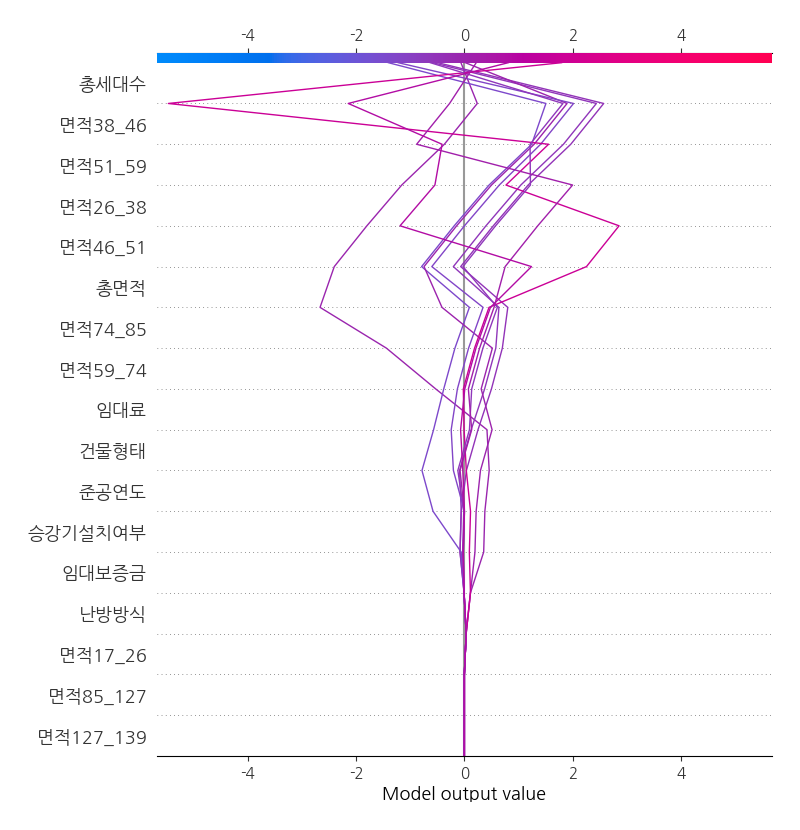 -4 -2 0 2 4
총세대수
면적38_46
면적51_59
면적26_38
면적46_51
총면적
면적74_85
면적59_74
임대료
건물형태
준공연도
승강기설치여부
임대보증금
난방방식
면적17_26
면적85_127
면적127_139
-4 -2 0 2 4
Model output value